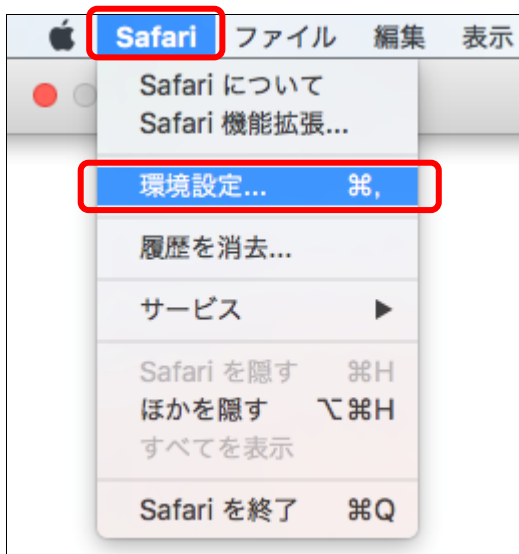 Safari ファイル 編集 表示
Safari について
Safari 機能拡張...
環境設定... ⌘,
履歴を消去...
サービス ▶
Safari を隠す ⌘H
ほかを隠す ⌥⌘H
すべてを表示
Safari を終了 ⌘Q